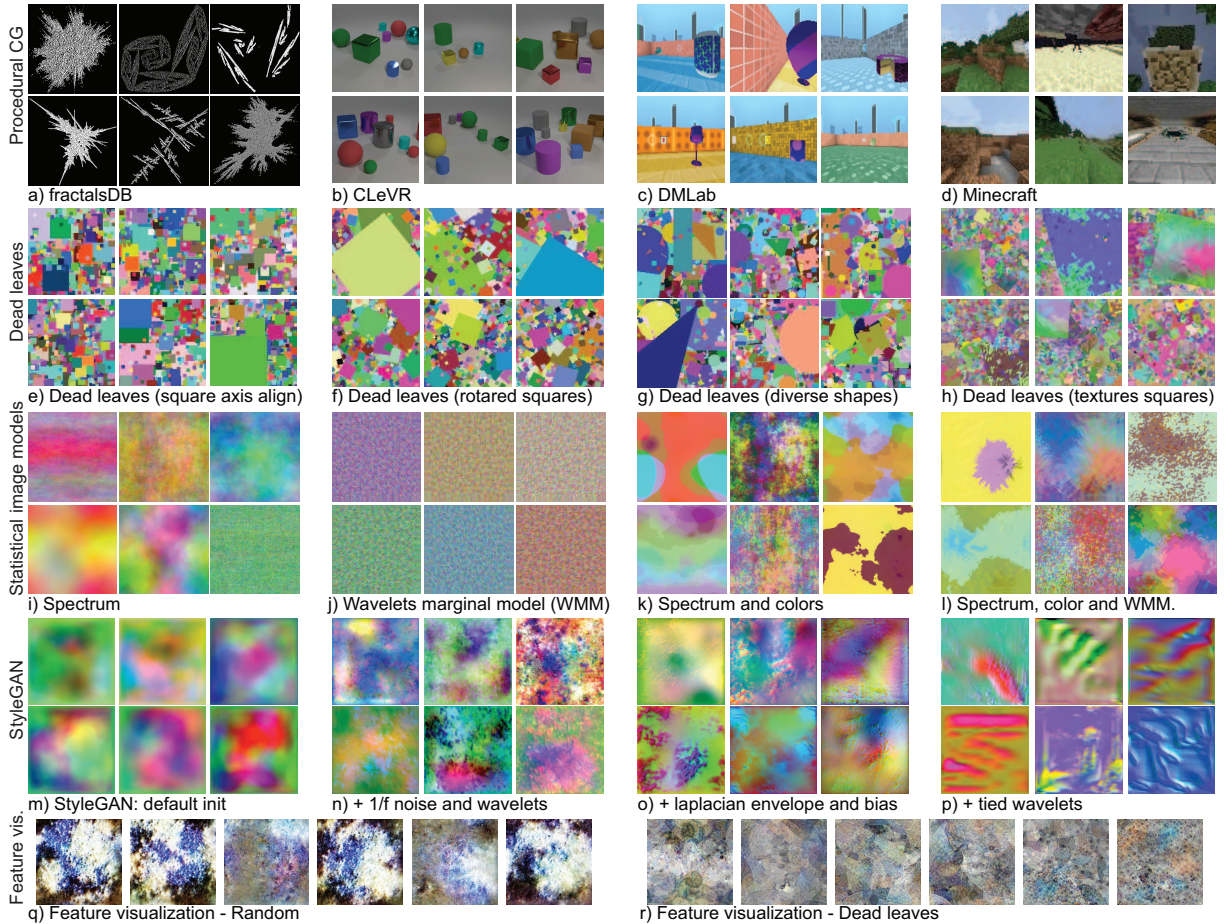 Procedural CG
a) fractalsDB
b) CLeVR
c) DMLab
d) Minecraft
Dead leaves
e) Dead leaves (square axis align)
f) Dead leaves (rotared squares)
g) Dead leaves (diverse shapes)
h) Dead leaves (textures squares)
Statistical image models
i) Spectrum
j) Wavelets marginal model (WMM)
k) Spectrum and colors
l) Spectrum, color and WMM.
StyleGAN
m) StyleGAN: default init
n) + 1/f noise and wavelets
o) + laplacian envelope and bias
p) + tied wavelets
Feature vis.
q) Feature visualization - Random
r) Feature visualization - Dead leaves